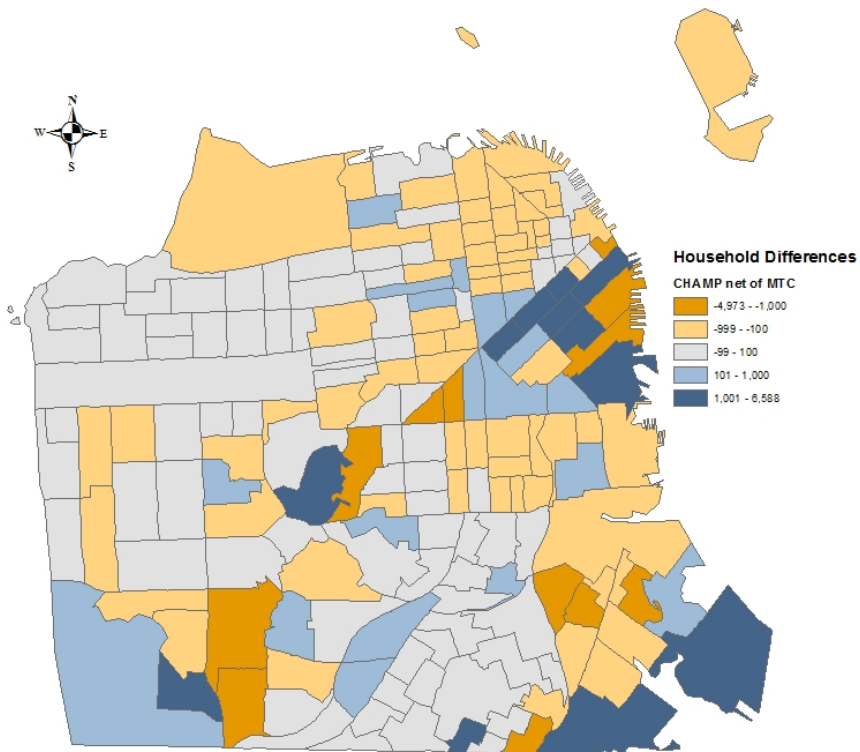 N
W E
S
Household Differences
CHAMP net of MTC
-4,973 - -1,000
-999 - -100
-99 - 100
101 - 1,000
1,001 - 6,588